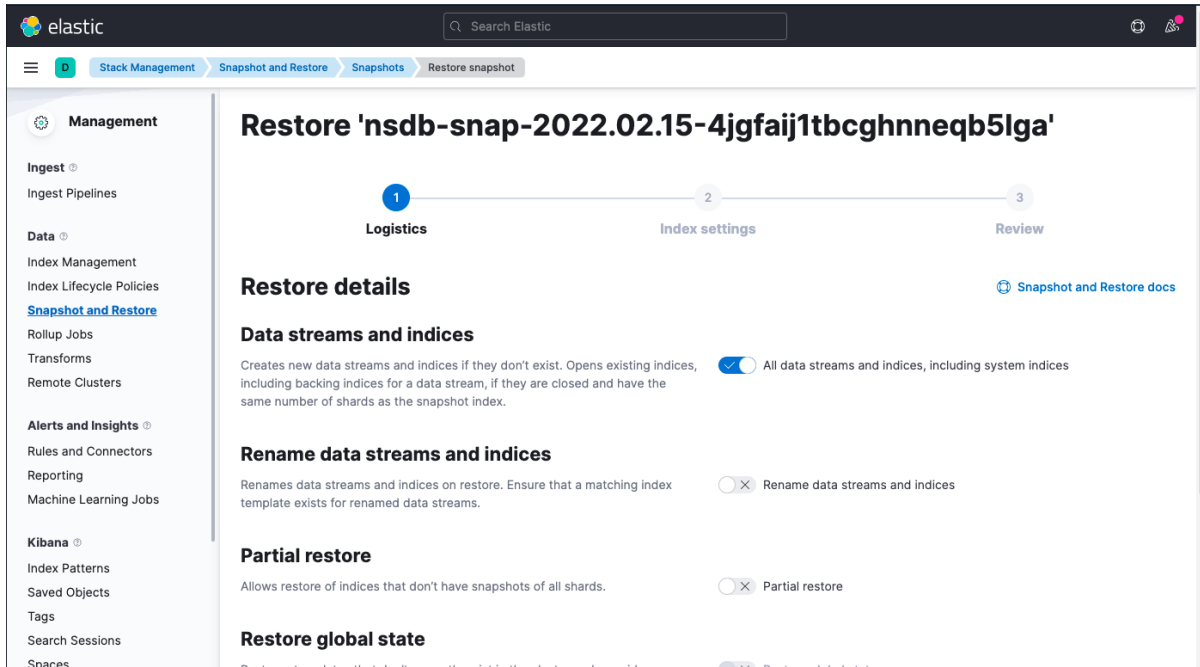 elastic
Search Elastic
D
Stack Management
Snapshot and Restore
Snapshots
Restore snapshot
Management
Ingest
Ingest Pipelines
Data
Index Management
Index Lifecycle Policies
Snapshot and Restore
Rollup Jobs
Transforms
Remote Clusters
Alerts and Insights
Rules and Connectors
Reporting
Machine Learning Jobs
Kibana
Index Patterns
Saved Objects
Tags
Search Sessions
Spaces
Restore 'nsdb-snap-2022.02.15-4jgfaij1tbcghnneqb5lga'
1
Logistics
2
Index settings
3
Review
Restore details
Snapshot and Restore docs
Data streams and indices
Creates new data streams and indices if they don't exist. Opens existing indices,
including backing indices for a data stream, if they are closed and have the
same number of shards as the snapshot index.
All data streams and indices, including system indices
Rename data streams and indices
Renames data streams and indices on restore. Ensure that a matching index
template exists for renamed data streams.
Rename data streams and indices
Partial restore
Allows restore of indices that don't have snapshots of all shards.
Partial restore
Restore global state